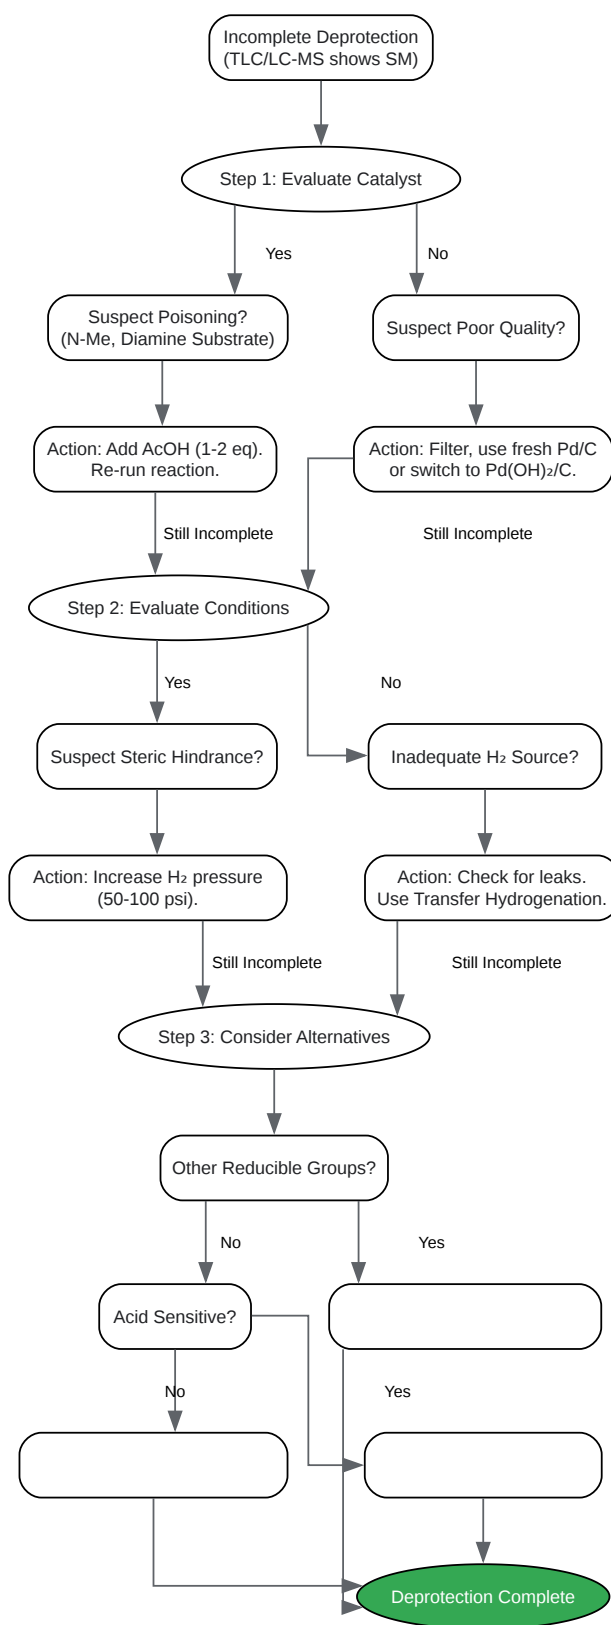 Incomplete Deprotection
(TLC/LC-MS shows SM)
Step 1: Evaluate Catalyst
Yes
No
Suspect Poisoning?
(N-Me, Diamine Substrate)
Suspect Poor Quality?
Action: Add AcOH (1-2 eq).
Re-run reaction.
Action: Filter, use fresh Pd/C
or switch to Pd(OH)₂/C.
Still Incomplete
Still Incomplete
Step 2: Evaluate Conditions
Yes
No
Suspect Steric Hindrance?
Inadequate H₂ Source?
Action: Increase H₂ pressure
(50-100 psi).
Action: Check for leaks.
Use Transfer Hydrogenation.
Still Incomplete
Still Incomplete
Step 3: Consider Alternatives
Other Reducible Groups?
No
Yes
Acid Sensitive?
No
Yes
Deprotection Complete